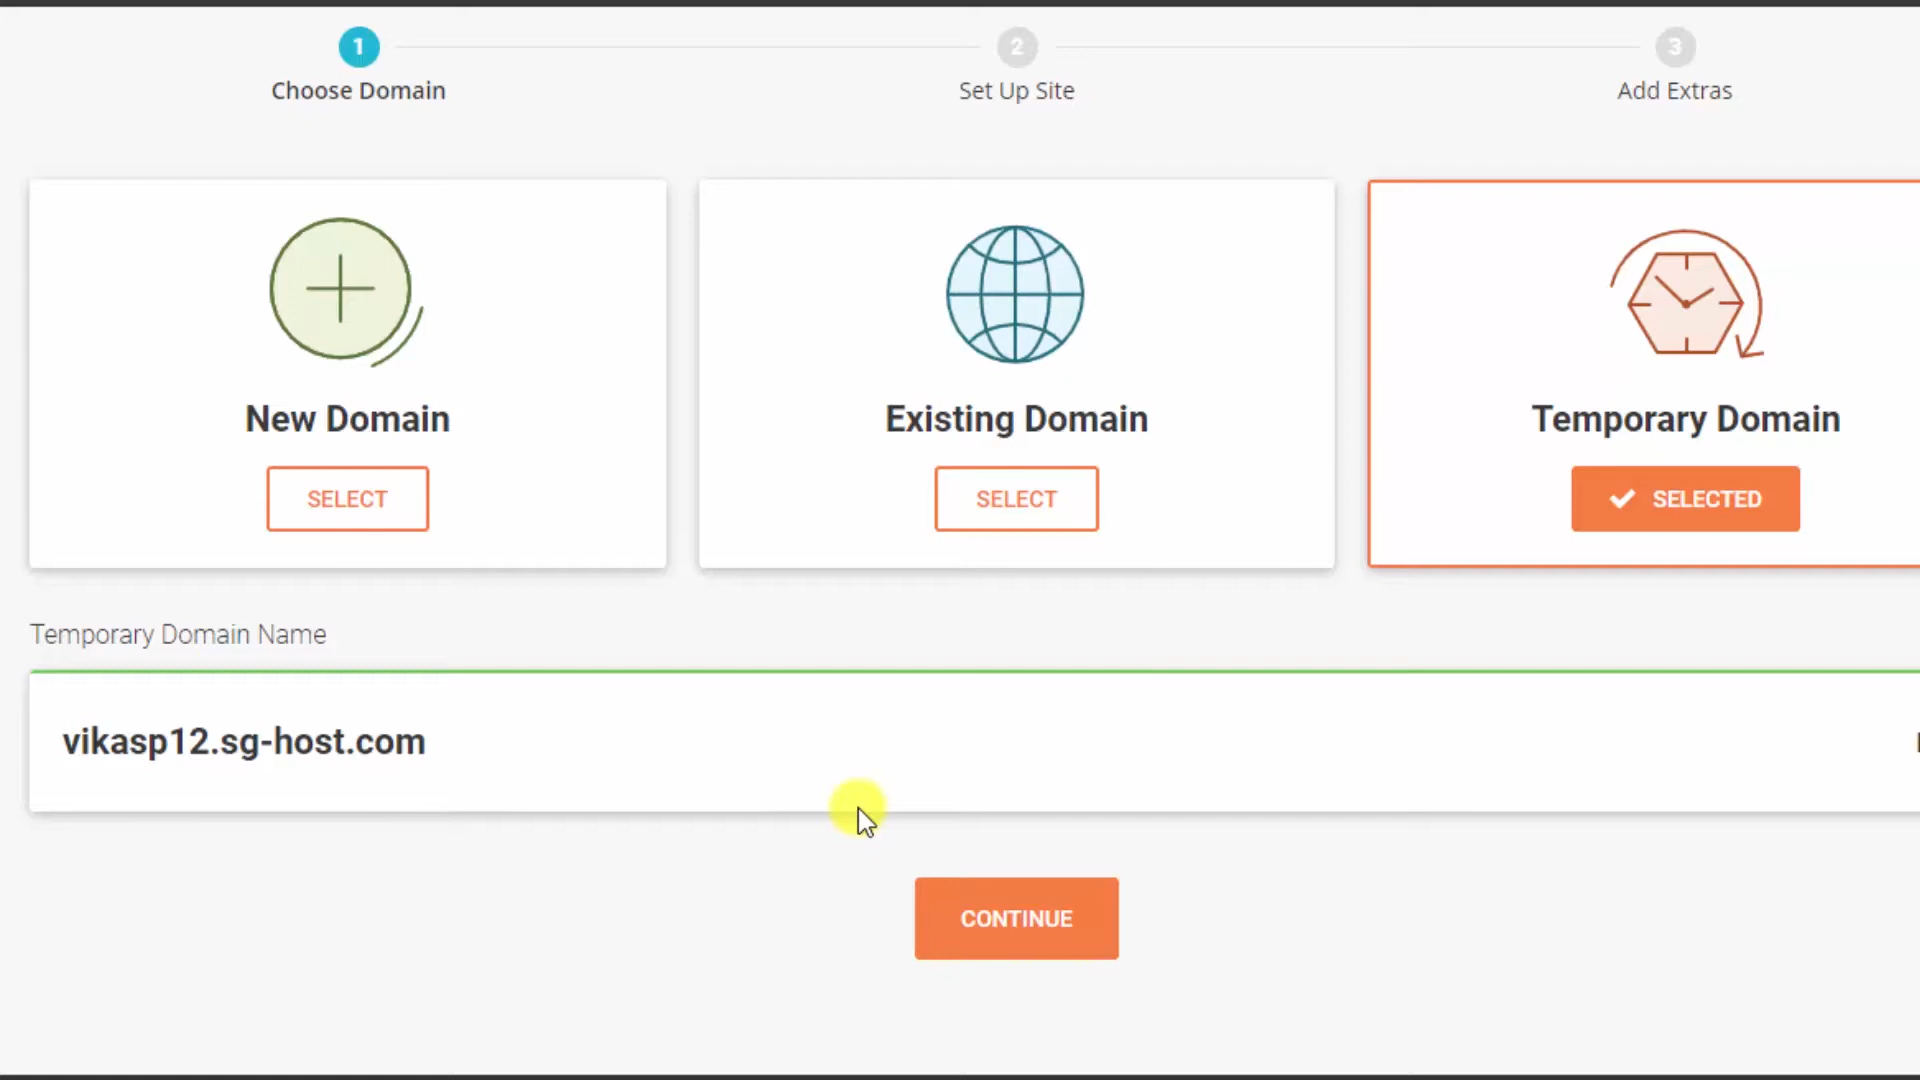 1
2
3
Choose Domain
Set Up Site
Add Extras
New Domain
Existing Domain
Temporary Domain
SELECT
SELECT
SELECTED
Temporary Domain Name
vikasp12.sg-host.com
CONTINUE